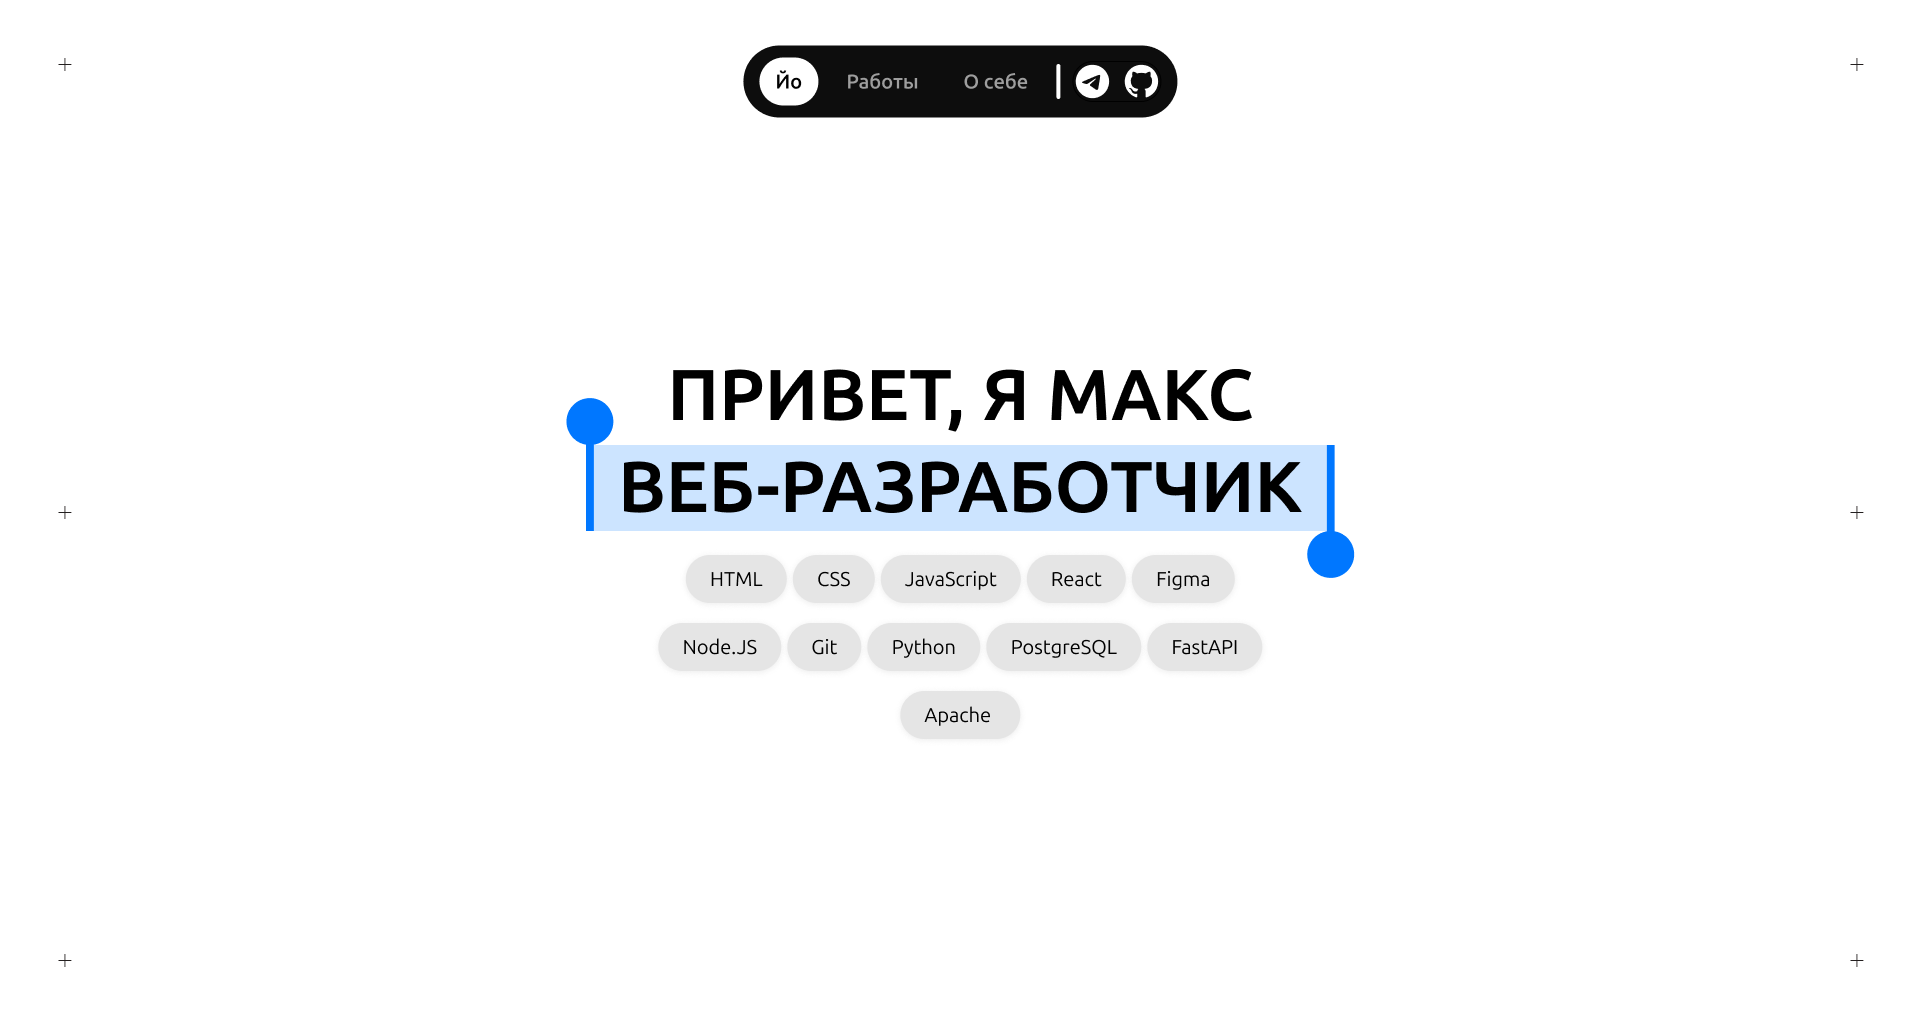 Йо Работы О себе
ПРИВЕТ, Я МАКС
ВЕБ-РАЗРАБОТЧИК
HTML CSS JavaScript React Figma
Node.JS Git Python PostgreSQL FastAPI
Apache